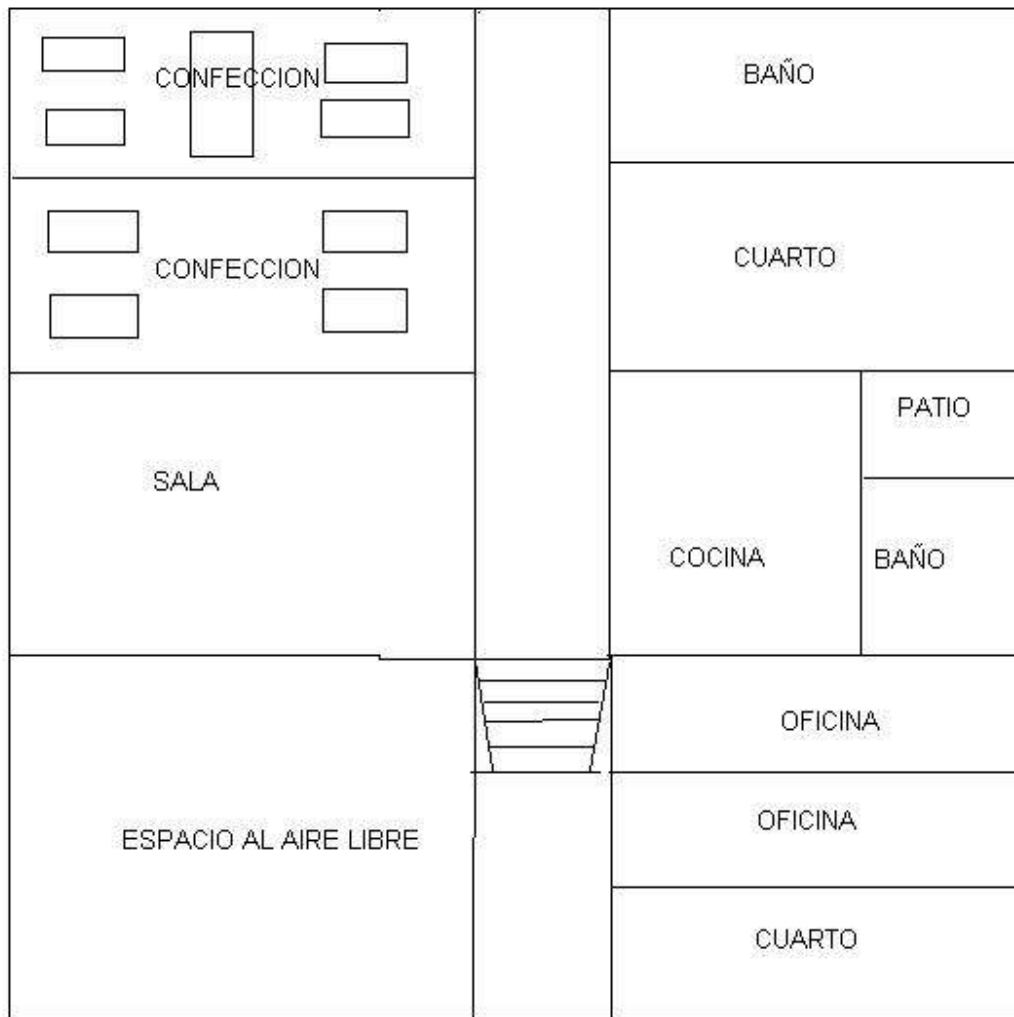 CONFECCION
BAÑO
CONFECCION
CUARTO
PATIO
SALA
COCINA
BAÑO
OFICINA
OFICINA
ESPACIO AL AIRE LIBRE
CUARTO